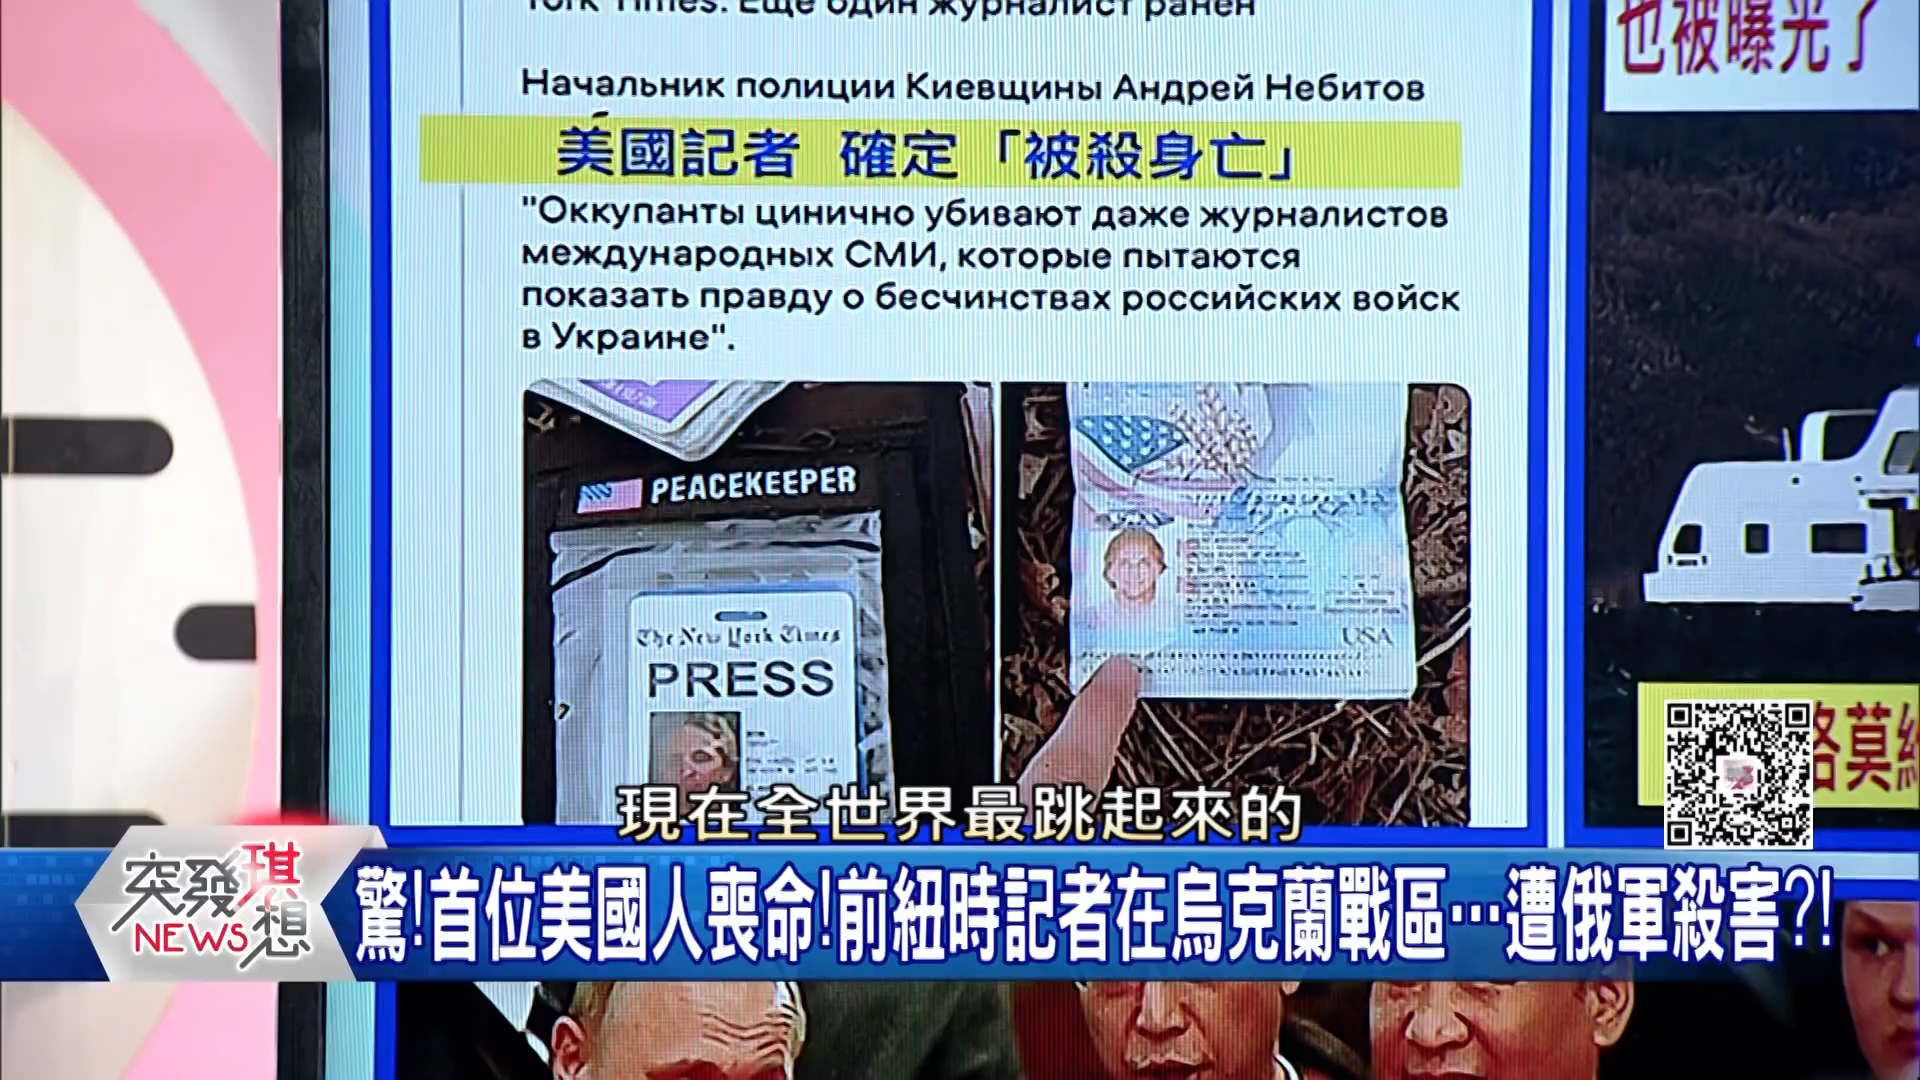 York Times. Еще один журналист ранен
也被曝光了
Начальник полиции Киевщины Андрей Небитов
美國記者 確定「被殺身亡」
"Оккупанты цинично убивают даже журналистов
международных СМИ, которые пытаются
показать правду о бесчинствах российских войск
в Украине".
PEACEKEEPER
The New York Times
PRESS
USA
洛莫
現在全世界最跳起來的
突發琪想
NEWS
驚!首位美國人喪命!前紐時記者在烏克蘭戰區…遭俄軍殺害?!